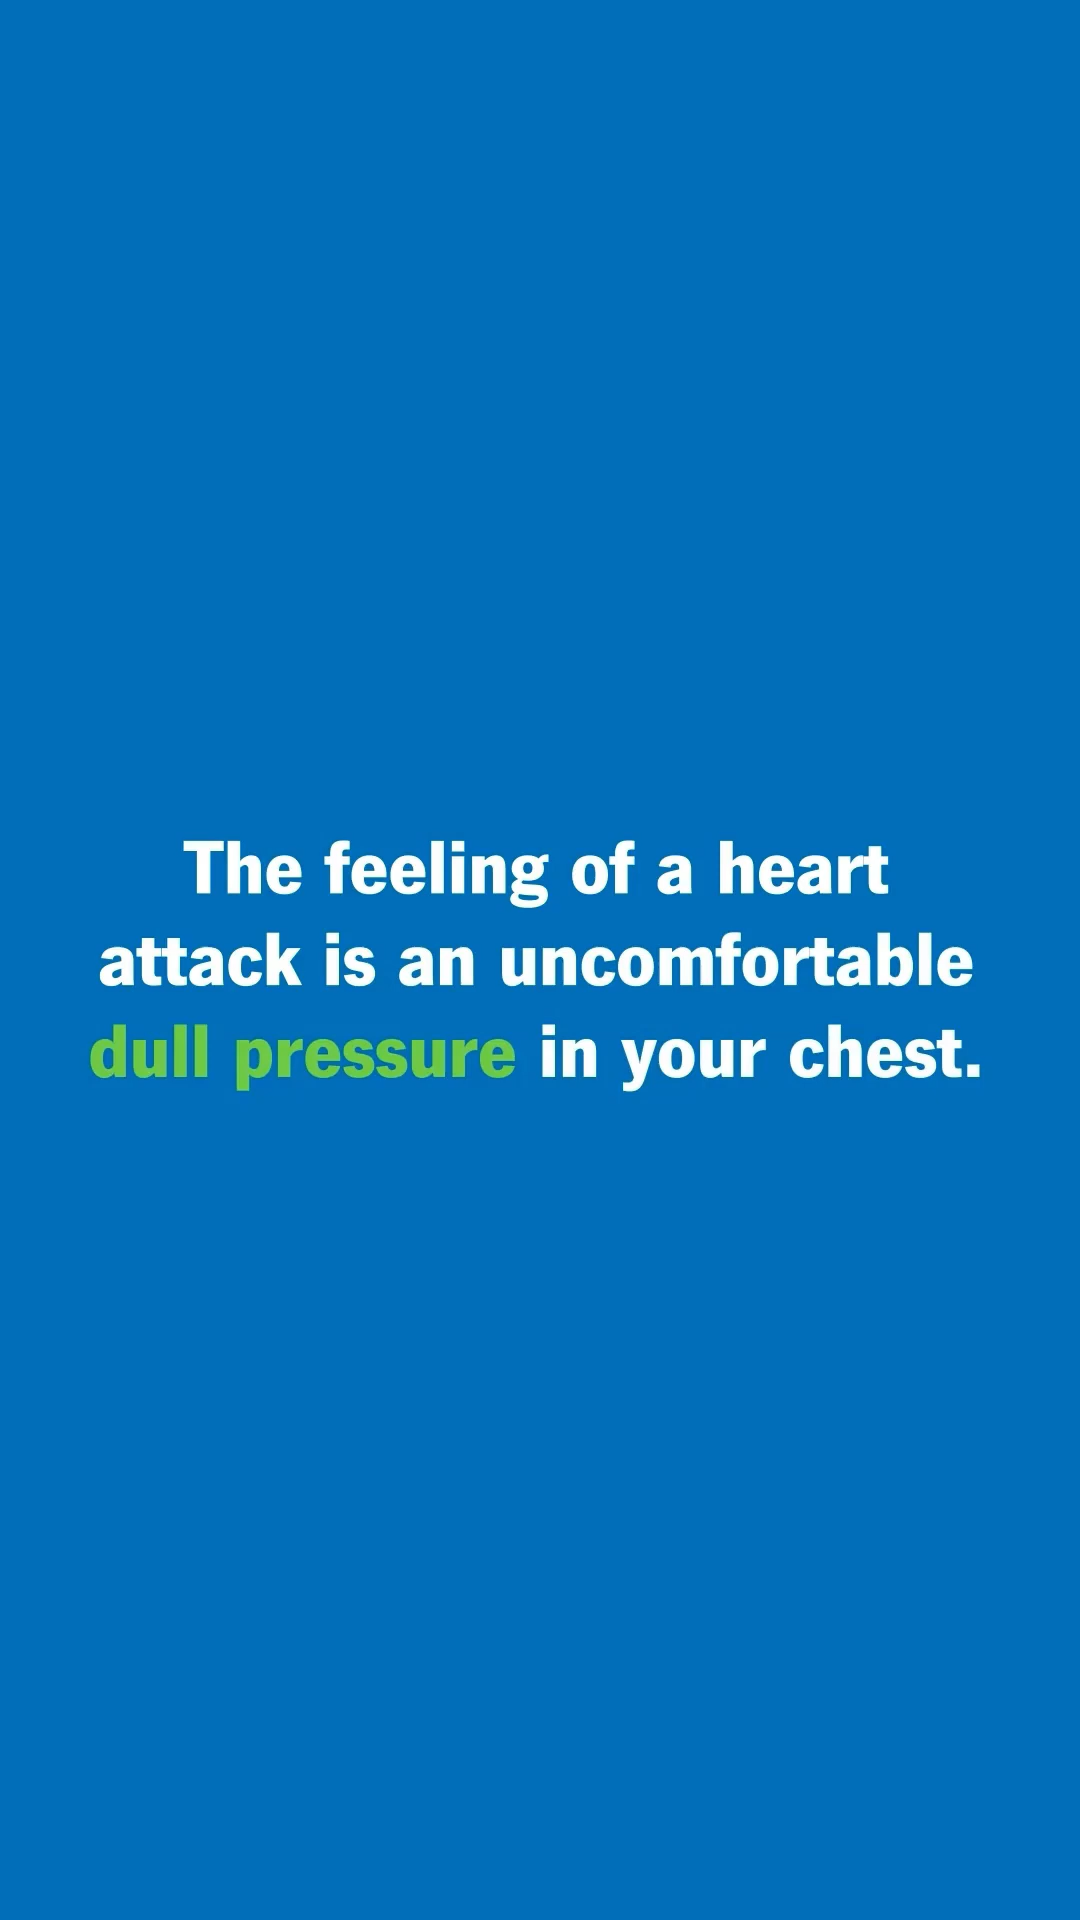 The feeling of a heart
attack is an uncomfortable
dull pressure in your chest.